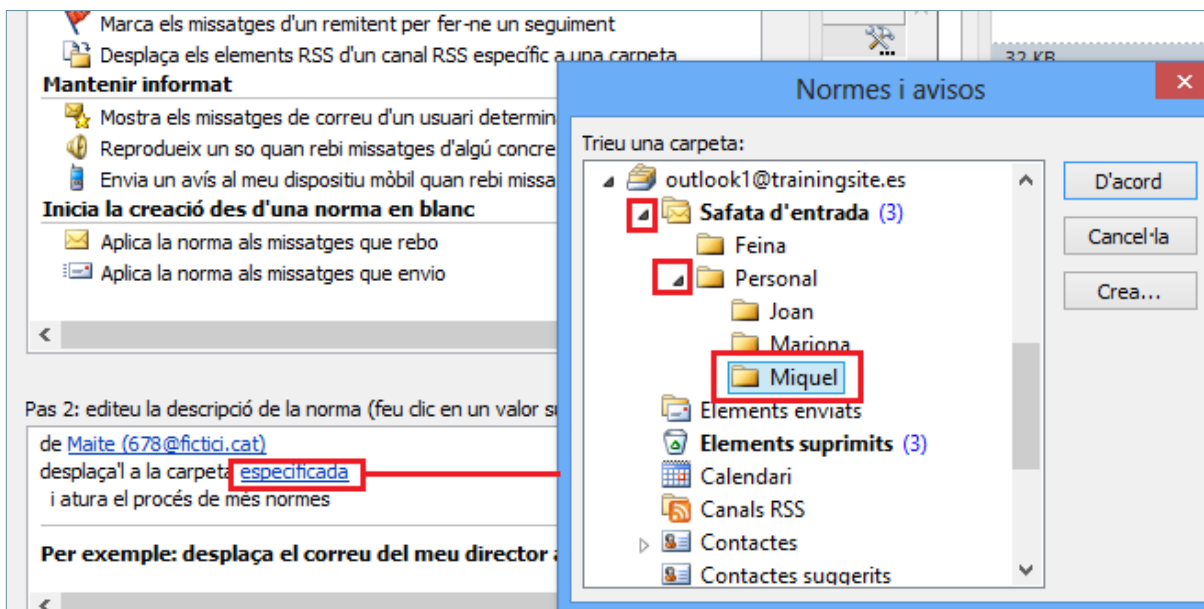 Marca els missatges d'un remitent per fer-ne un seguiment
Desplaça els elements RSS d'un canal RSS específic a una carpeta
Mantenir informat
Mostra els missatges de correu d'un usuari determin
Reprodueix un so quan rebi missatges d'algú concre
Envia un avís al meu dispositiu mòbil quan rebi missa
Inicia la creació des d'una norma en blanc
Aplica la norma als missatges que rebo
Aplica la norma als missatges que envio
Pas 2: editeu la descripció de la norma (feu clic en un valor su
de Maite (678@fictici.cat)
desplaça'l a la carpeta especificada
i atura el procés de més normes
Per exemple: desplaça el correu del meu director a
32 KB
Normes i avisos
Trieu una carpeta:
outlook1@trainingsite.es
Safata d'entrada (3)
Feina
Personal
Joan
Mariona
Miquel
Elements enviats
Elements suprimits (3)
Calendari
Canals RSS
Contactes
Contactes suggerits
D'acord
Cancel·la
Crea...